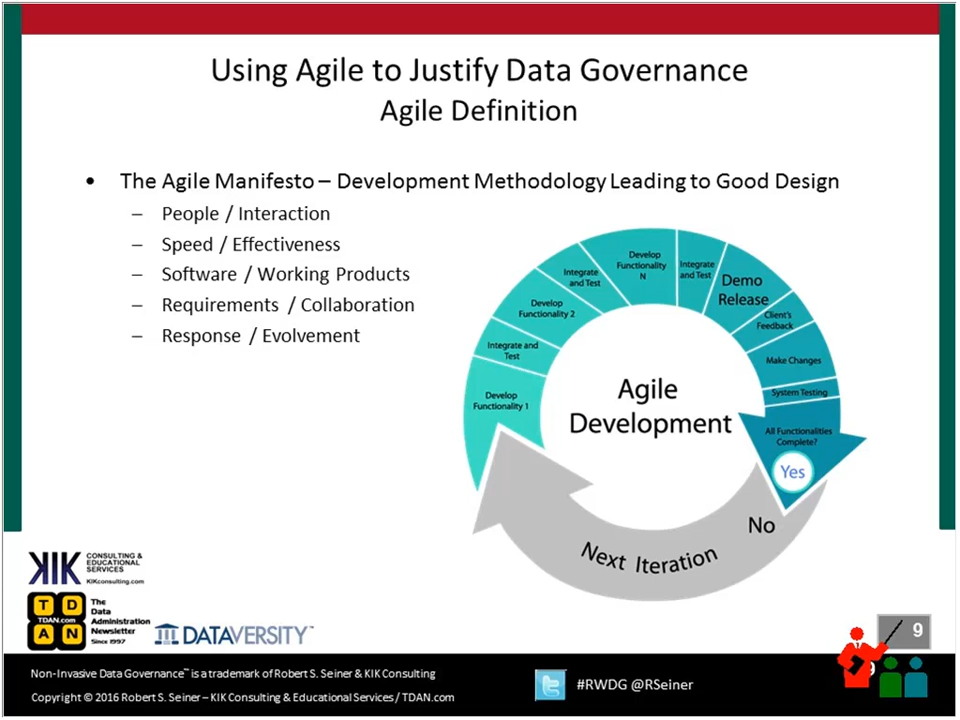 Using Agile to Justify Data Governance
Agile Definition
• The Agile Manifesto – Development Methodology Leading to Good Design
– People / Interaction
– Speed / Effectiveness
– Software / Working Products
– Requirements / Collaboration
– Response / Evolvement
Develop
Functionality 1
Integrate and
Test
Develop
Functionality 2
Integrate
and Test
Develop
Functionality
N
Integrate
and Test
Demo
Release
Client's
Feedback
Make Changes
System Testing
All Functionalities
Complete?
Yes
No
Next Iteration
Agile
Development
KIK
CONSULTING &
EDUCATIONAL
SERVICES
KIKconsulting.com
T D
TDAN.com
A N
The
Data
Administration
Newsletter
Since 1997
DATAVERSITY™
9
9
Non-Invasive Data Governance™ is a trademark of Robert S. Seiner & KIK Consulting
Copyright © 2016 Robert S. Seiner – KIK Consulting & Educational Services / TDAN.com
#RWDG @RSeiner